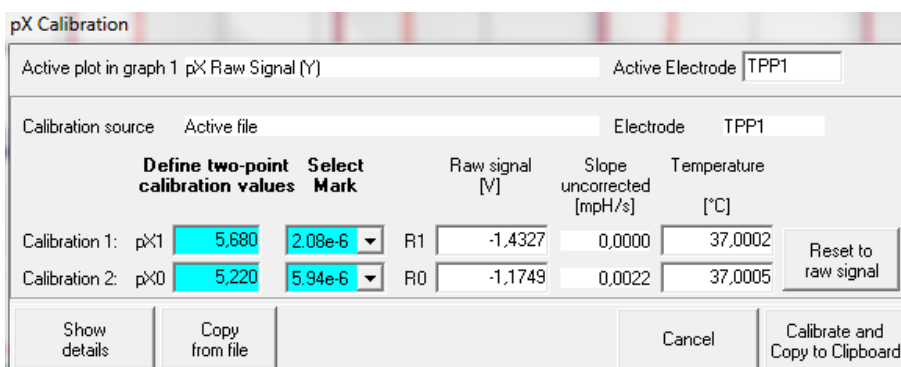 pX Calibration
Active plot in graph 1 pX Raw Signal (Y) Active Electrode TPP1
Calibration source Active file Electrode TPP1
Define two-point calibration values Select Mark Raw signal [V] Slope uncorrected [mpH/s] Temperature [°C]
Calibration 1: pX1 5,680 2.08e-6 R1 -1,4327 0,0000 37,0002
Calibration 2: pX0 5,220 5.94e-6 R0 -1,1749 0,0022 37,0005
Reset to raw signal
Show details Copy from file Cancel Calibrate and Copy to Clipboard